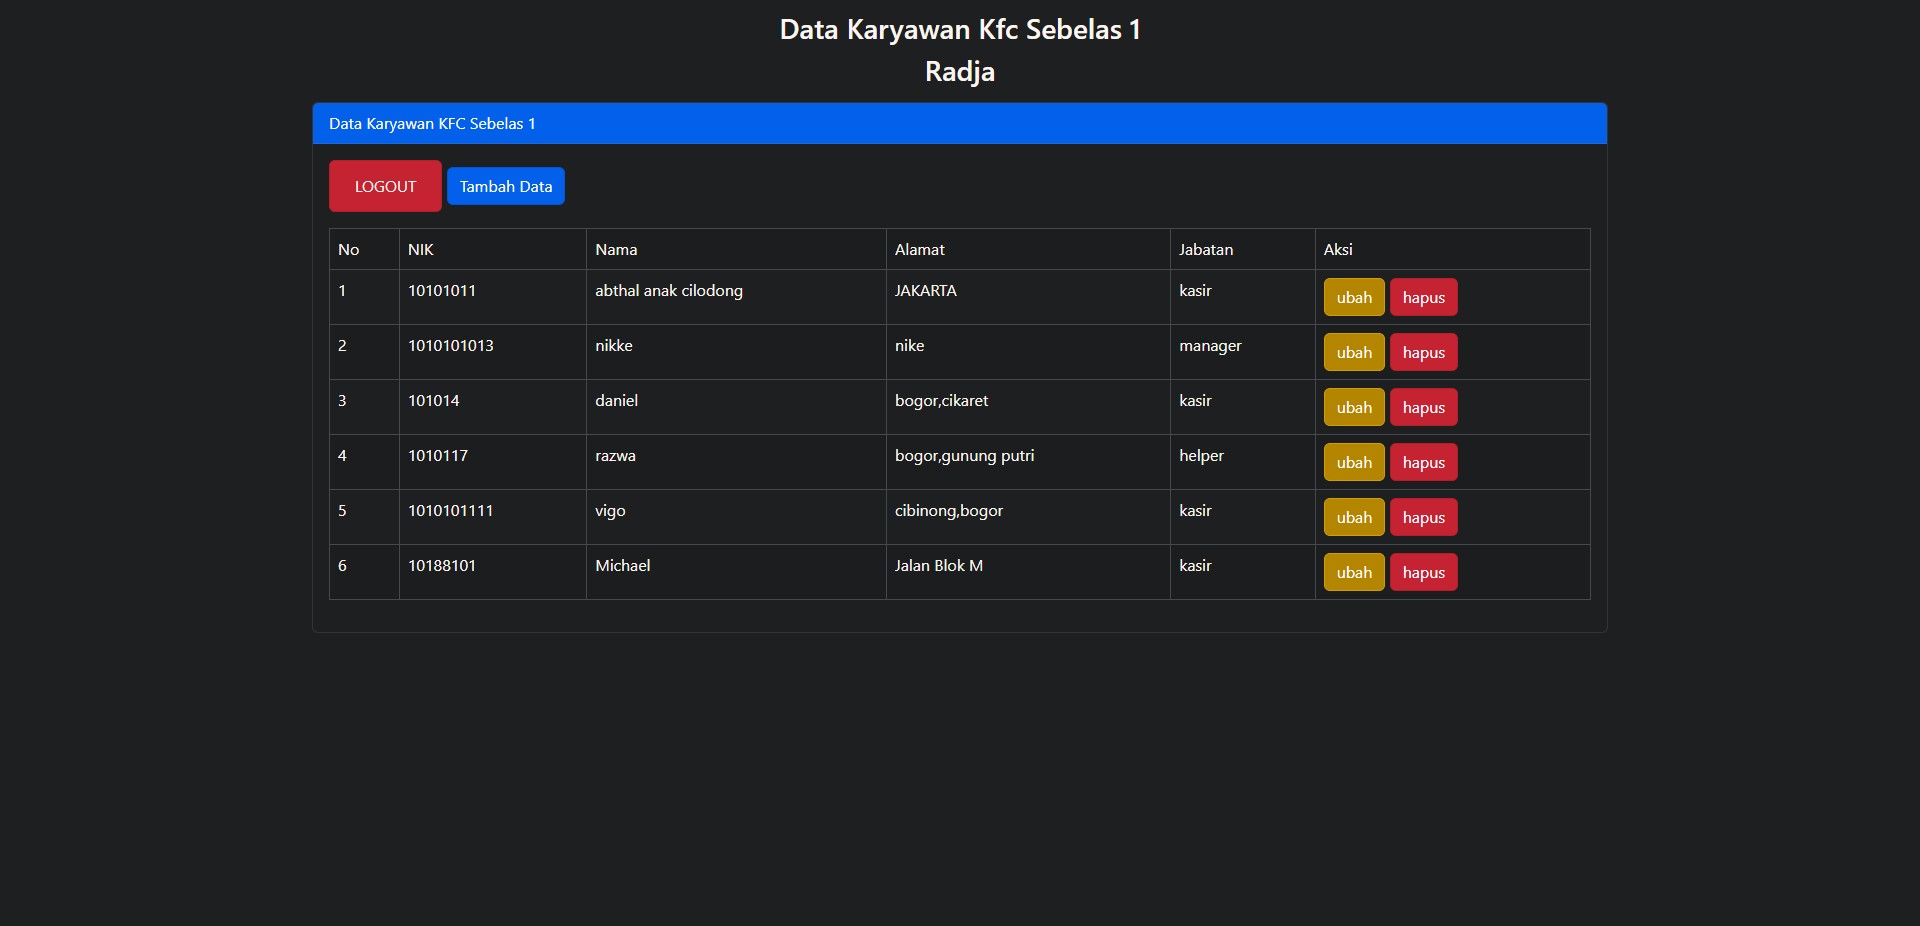 Data Karyawan Kfc Sebelas 1
Radja
Data Karyawan KFC Sebelas 1
LOGOUT Tambah Data
No NIK Nama Alamat Jabatan Aksi
1 10101011 abthal anak cilodong JAKARTA kasir ubah hapus
2 1010101013 nikke nike manager ubah hapus
3 101014 daniel bogor,cikaret kasir ubah hapus
4 1010117 razwa bogor,gunung putri helper ubah hapus
5 1010101111 vigo cibinong,bogor kasir ubah hapus
6 10188101 Michael Jalan Blok M kasir ubah hapus